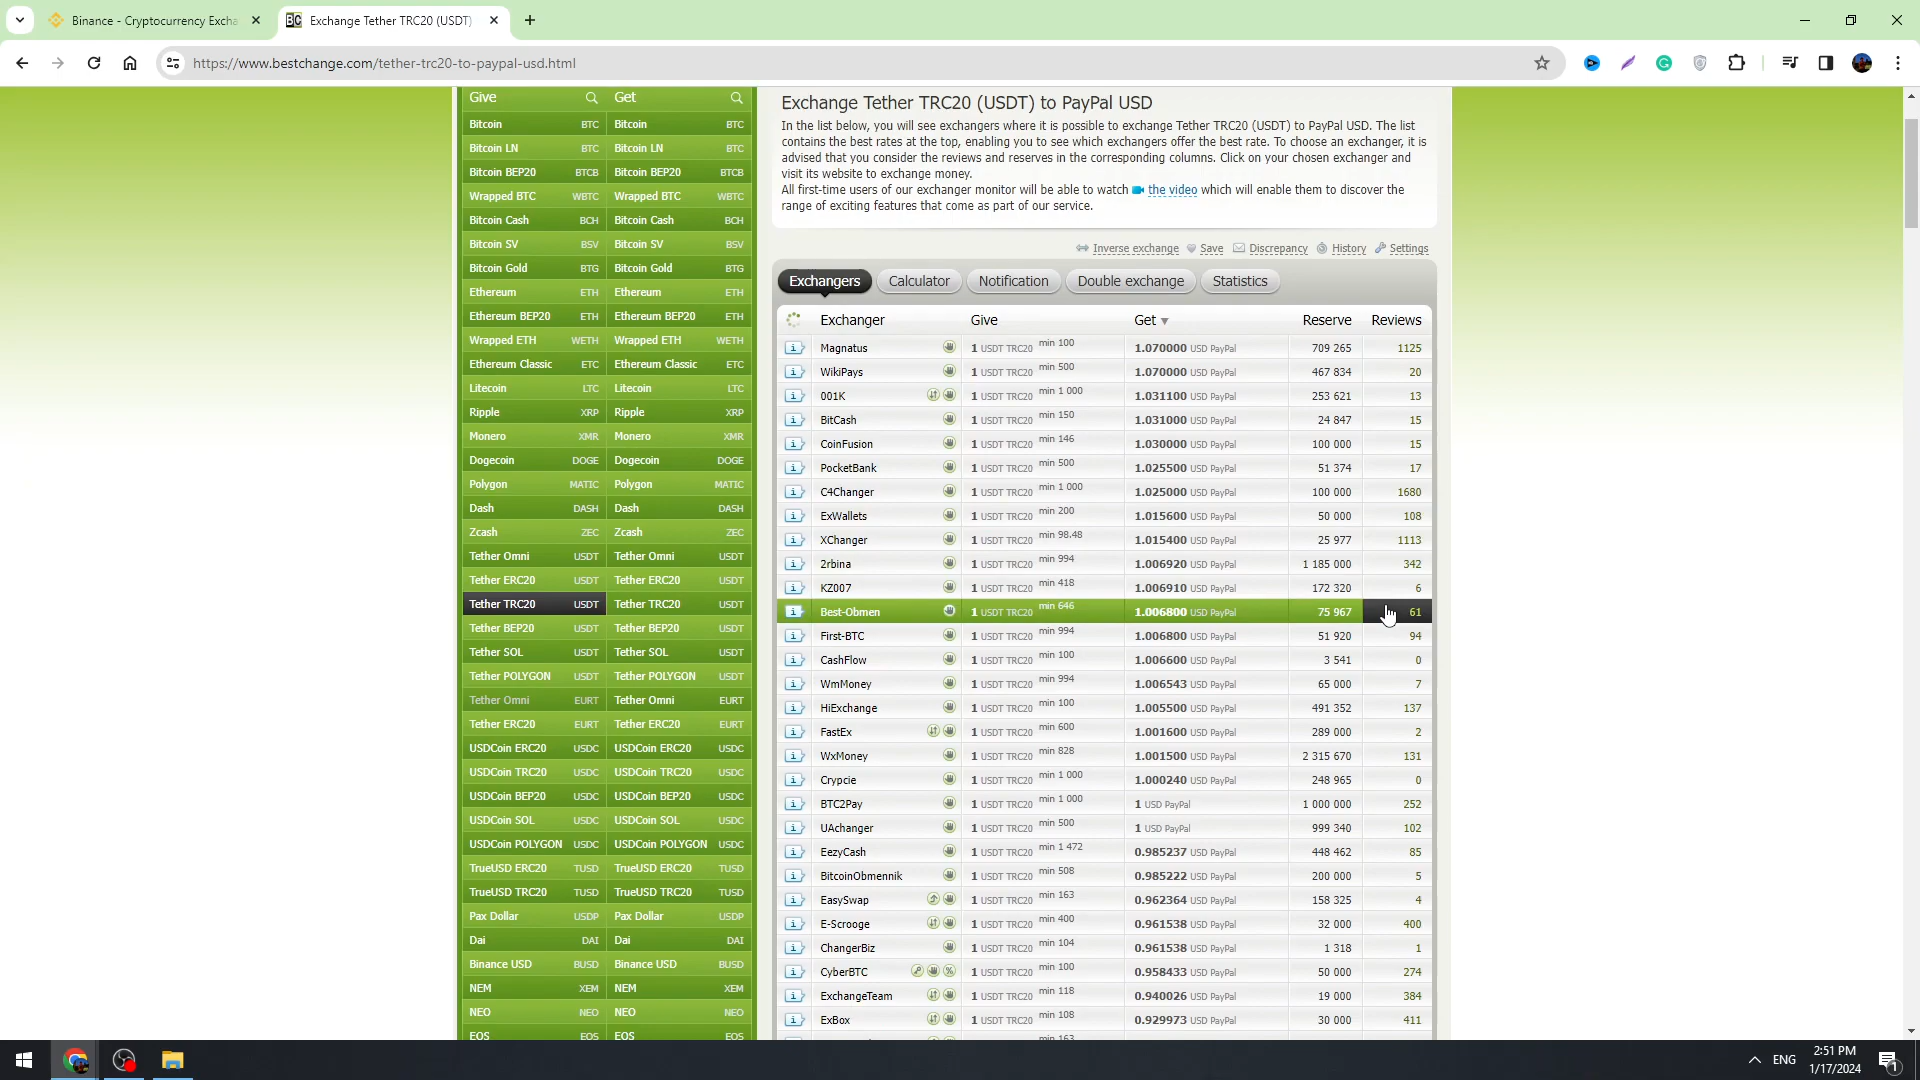 Binance - Cryptocurrency Excha
Exchange Tether TRC20 (USDT)
https://www.bestchange.com/tether-trc20-to-paypal-usd.html
Give Get
Bitcoin BTC Bitcoin BTC
Bitcoin LN BTC Bitcoin LN BTC
Bitcoin BEP20 BTCB Bitcoin BEP20 BTCB
Wrapped BTC WBTC Wrapped BTC WBTC
Bitcoin Cash BCH Bitcoin Cash BCH
Bitcoin SV BSV Bitcoin SV BSV
Bitcoin Gold BTG Bitcoin Gold BTG
Ethereum ETH Ethereum ETH
Ethereum BEP20 ETH Ethereum BEP20 ETH
Wrapped ETH WETH Wrapped ETH WETH
Ethereum Classic ETC Ethereum Classic ETC
Litecoin LTC Litecoin LTC
Ripple XRP Ripple XRP
Monero XMR Monero XMR
Dogecoin DOGE Dogecoin DOGE
Polygon MATIC Polygon MATIC
Dash DASH Dash DASH
Zcash ZEC Zcash ZEC
Tether Omni USDT Tether Omni USDT
Tether ERC20 USDT Tether ERC20 USDT
Tether TRC20 USDT Tether TRC20 USDT
Tether BEP20 USDT Tether BEP20 USDT
Tether SOL USDT Tether SOL USDT
Tether POLYGON USDT Tether POLYGON USDT
Tether Omni EURT Tether Omni EURT
Tether ERC20 EURT Tether ERC20 EURT
USDCoin ERC20 USDC USDCoin ERC20 USDC
USDCoin TRC20 USDC USDCoin TRC20 USDC
USDCoin BEP20 USDC USDCoin BEP20 USDC
USDCoin SOL USDC USDCoin SOL USDC
USDCoin POLYGON USDC USDCoin POLYGON USDC
TrueUSD ERC20 TUSD TrueUSD ERC20 TUSD
TrueUSD TRC20 TUSD TrueUSD TRC20 TUSD
Pax Dollar USDP Pax Dollar USDP
Dai DAI Dai DAI
Binance USD BUSD Binance USD BUSD
NEM XEM NEM XEM
NEO NEO NEO NEO
EOS EOS EOS EOS
Exchange Tether TRC20 (USDT) to PayPal USD
In the list below, you will see exchangers where it is possible to exchange Tether TRC20 (USDT) to PayPal USD. The list
contains the best rates at the top, enabling you to see which exchangers offer the best rate. To choose an exchanger, it is
advised that you consider the reviews and reserves in the corresponding columns. Click on your chosen exchanger and
visit its website to exchange money.
All first-time users of our exchanger monitor will be able to watch the video which will enable them to discover the
range of exciting features that come as part of our service.
Inverse exchange Save Discrepancy History Settings
Exchangers Calculator Notification Double exchange Statistics
Exchanger Give Get Reserve Reviews
Magnatus 1 USDT TRC20 min 100 1.070000 USD PayPal 709 265 1125
WikiPays 1 USDT TRC20 min 500 1.070000 USD PayPal 467 834 20
001K 1 USDT TRC20 min 1 000 1.031100 USD PayPal 253 621 13
BitCash 1 USDT TRC20 min 150 1.031000 USD PayPal 24 847 15
CoinFusion 1 USDT TRC20 min 146 1.030000 USD PayPal 100 000 15
PocketBank 1 USDT TRC20 min 500 1.025500 USD PayPal 51 374 17
C4Changer 1 USDT TRC20 min 1 000 1.025000 USD PayPal 100 000 1680
ExWallets 1 USDT TRC20 min 200 1.015600 USD PayPal 50 000 108
XChanger 1 USDT TRC20 min 98.48 1.015400 USD PayPal 25 977 1113
2rbina 1 USDT TRC20 min 994 1.006920 USD PayPal 1 185 000 342
KZ007 1 USDT TRC20 min 418 1.006910 USD PayPal 172 320 6
Best-Obmen 1 USDT TRC20 min 646 1.006800 USD PayPal 75 967 61
First-BTC 1 USDT TRC20 min 994 1.006800 USD PayPal 51 920 94
CashFlow 1 USDT TRC20 min 100 1.006600 USD PayPal 3 541 0
WmMoney 1 USDT TRC20 min 994 1.006543 USD PayPal 65 000 7
HiExchange 1 USDT TRC20 min 100 1.005500 USD PayPal 491 352 137
FastEx 1 USDT TRC20 min 600 1.001600 USD PayPal 289 000 2
WxMoney 1 USDT TRC20 min 828 1.001500 USD PayPal 2 315 670 131
Crypcie 1 USDT TRC20 min 1 000 1.000240 USD PayPal 248 965 0
BTC2Pay 1 USDT TRC20 min 1 000 1 USD PayPal 1 000 000 252
UAchanger 1 USDT TRC20 min 500 1 USD PayPal 999 340 102
EezyCash 1 USDT TRC20 min 1 472 0.985237 USD PayPal 448 462 85
BitcoinObmennik 1 USDT TRC20 min 508 0.985222 USD PayPal 200 000 5
EasySwap 1 USDT TRC20 min 163 0.962364 USD PayPal 158 325 4
E-Scrooge 1 USDT TRC20 min 400 0.961538 USD PayPal 32 000 400
ChangerBiz 1 USDT TRC20 min 104 0.961538 USD PayPal 1 318 1
CyberBTC 1 USDT TRC20 min 100 0.958433 USD PayPal 50 000 274
ExchangeTeam 1 USDT TRC20 min 118 0.940026 USD PayPal 19 000 384
ExBox 1 USDT TRC20 min 108 0.929973 USD PayPal 30 000 411
min 163
ENG 2:51 PM
1/17/2024 1